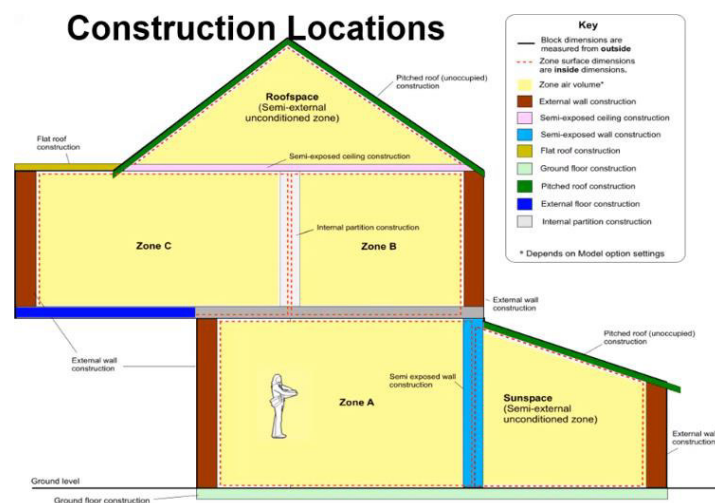 Construction Locations
Key
Block dimensions are
measured from outside
Zone surface dimensions
are inside dimensions.
Zone air volume*
External wall construction
Semi-exposed ceiling construction
Semi-exposed wall construction
Flat roof construction
Ground floor construction
Pitched roof construction
External floor construction
Internal partition construction
* Depends on Model option settings
Pitched roof (unoccupied)
construction
Roofspace
(Semi-external
unconditioned zone)
Flat roof
construction
Semi-exposed ceiling construction
Internal partition construction
Zone C
Zone B
External wall
construction
Pitched roof (unoccupied)
construction
External wall
construction
Semi exposed wall
construction
Zone A
Sunspace
(Semi-external
unconditioned zone)
External wall
construction
Ground level
Ground floor construction